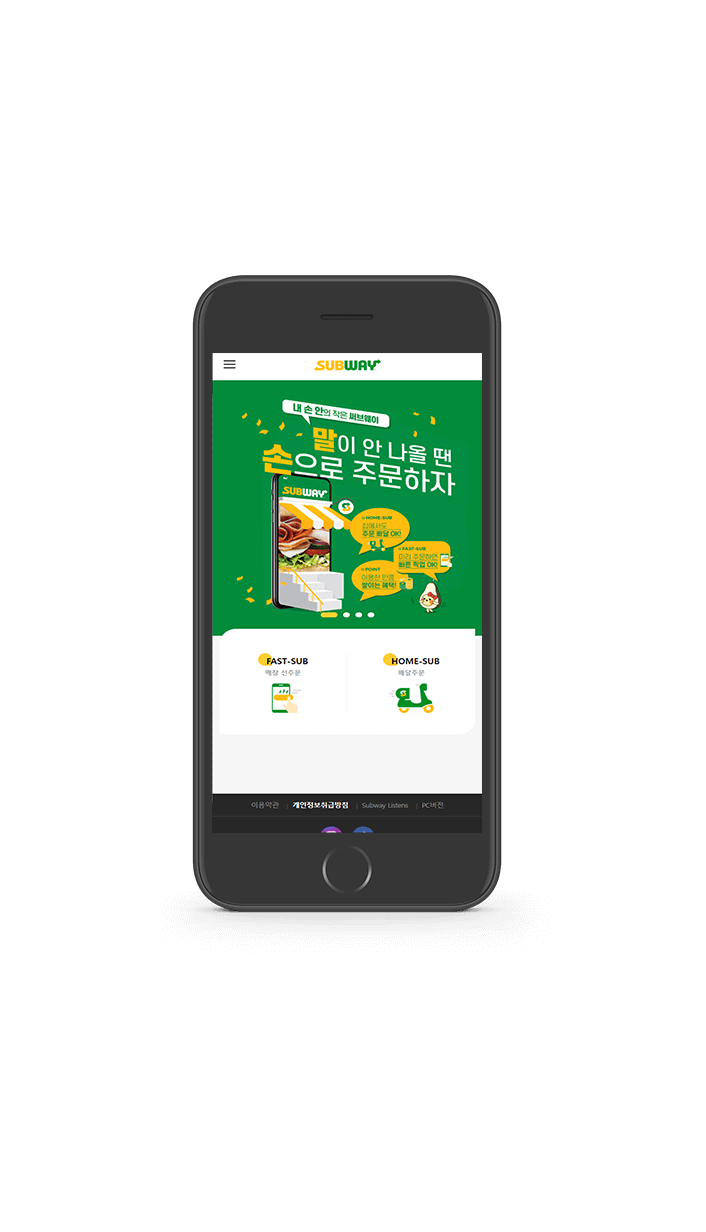 SUBWAY
내 손 안의 작은 써브웨이
말이 안 나올 땐
손으로 주문하자
SUBWAY
HOME-SUB
집에서도
주문 배달 OK!
FAST-SUB
미리 주문하면
빠른 픽업 OK!
POINT
이용한 만큼
쌓이는 혜택!
FAST-SUB
매장 선주문
HOME-SUB
배달주문
이용약관 | 개인정보취급방침 | Subway Listens | PC버전